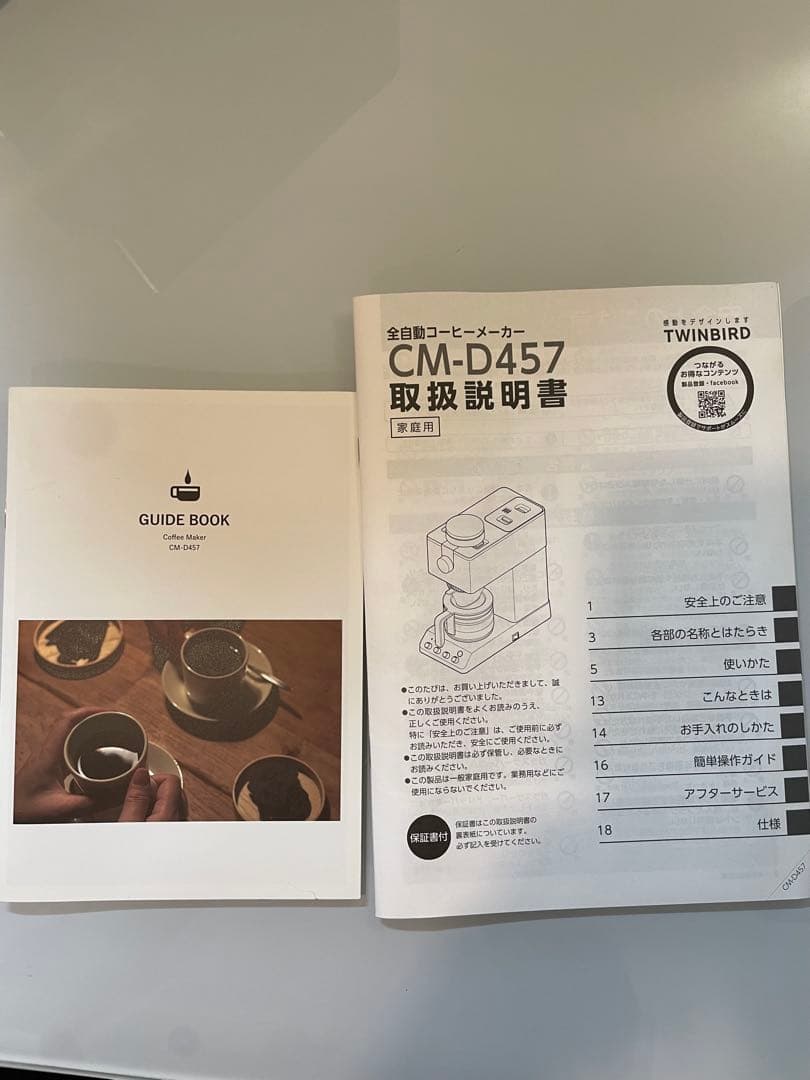 GUIDE BOOK
Coffee Maker
CM-D457
全自動コーヒーメーカー
CM-D457
取扱説明書
家庭用
感動をデザインします
TWINBIRD
つながる
お得なコンテンツ
製品登録・facebook
●このたびは、お買い上げいただきまして、誠
にありがとうございました。
●この取扱説明書をよくお読みのうえ、
正しくご使用ください。
特に「安全上のご注意」は、ご使用前に必ず
お読みいただき、安全にご使用ください。
●この取扱説明書は必ず保管し、必要なときに
お読みください。
●この製品は一般家庭用です。業務用などにご
使用にならないでください。
保証書付
保証書はこの取扱説明書の
裏表紙についています。
必ず記入を受けてください。
1 安全上のご注意
3 各部の名称とはたらき
5 使いかた
13 こんなときは
14 お手入れのしかた
16 簡単操作ガイド
17 アフターサービス
18 仕様
CM-D457